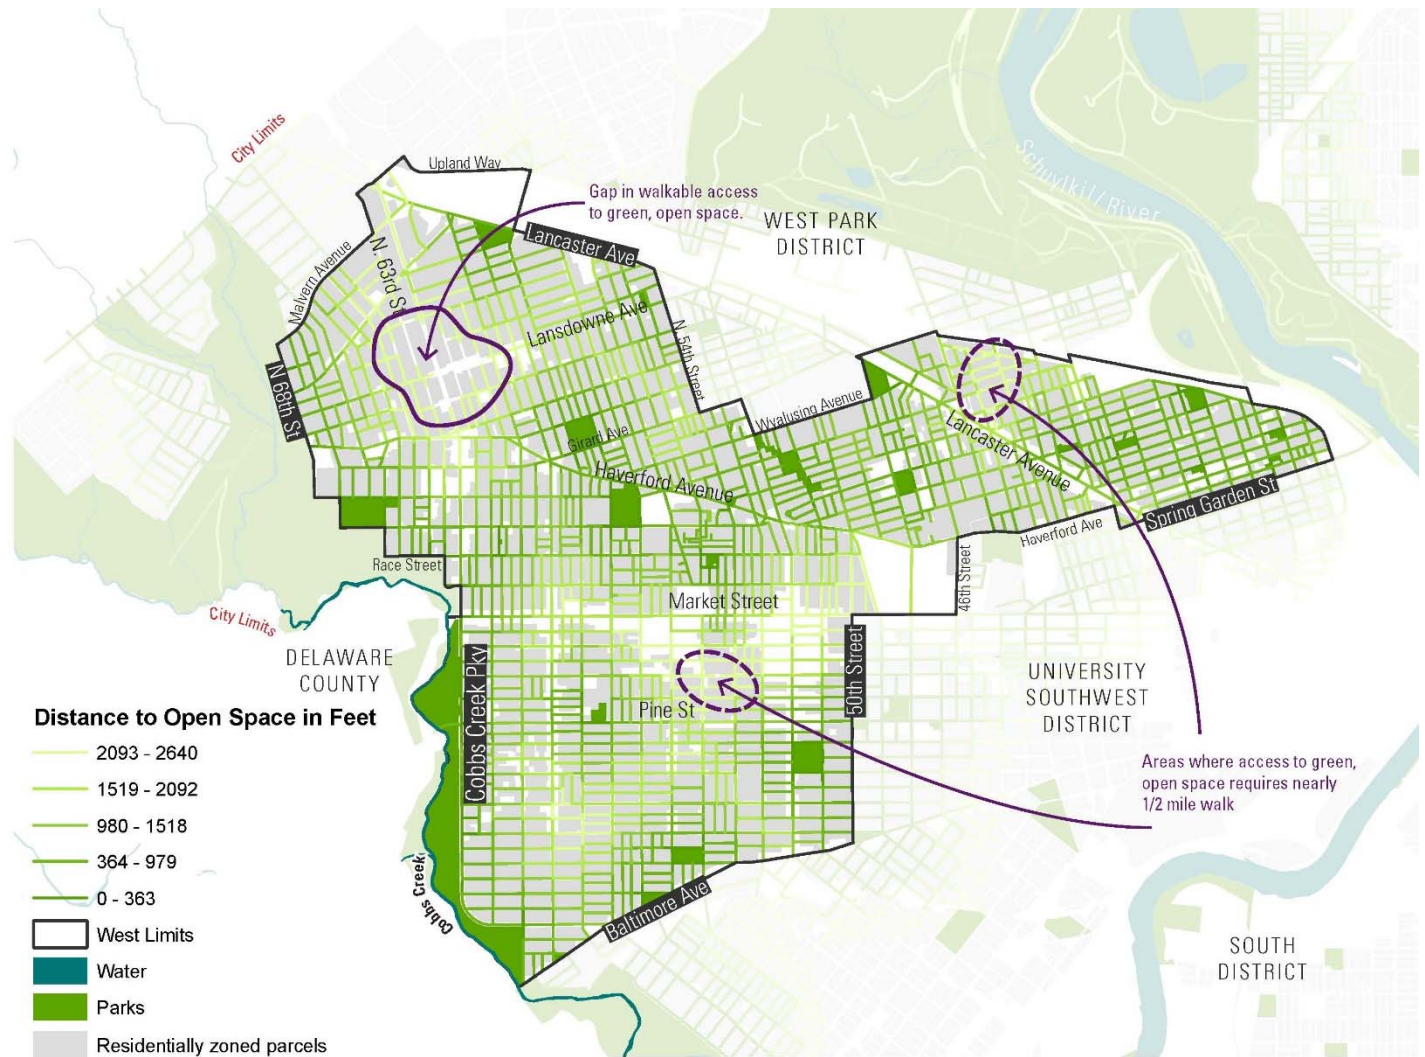 City Limits
Upland Way
Gap in walkable access
to green, open space.
WEST PARK
DISTRICT
Schuylkil/River
Lancaster Ave
Malvern Avenue
N. 63rd St
Lansdowne Ave
N. 54th Street
N 68th St
Wyalusing Avenue
Girard Ave
Lancaster Avenue
Haverford Avenue
Spring Garden St
Haverford Ave
Race Street
46th Street
Market Street
City Limits
DELAWARE
COUNTY
Cobbs Creek Pky
50th Street
UNIVERSITY
SOUTHWEST
DISTRICT
Pine St
Areas where access to green,
open space requires nearly
1/2 mile walk
Cobbs Creek
Baltimore Ave
SOUTH
DISTRICT
Distance to Open Space in Feet
2093 - 2640
1519 - 2092
980 - 1518
364 - 979
0 - 363
West Limits
Water
Parks
Residentially zoned parcels